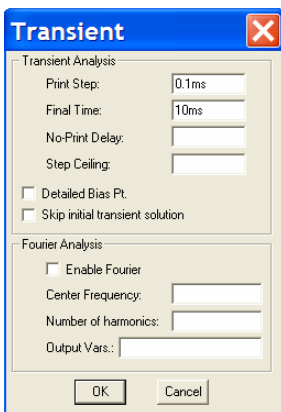 Transient
Transient Analysis
Print Step: 0.1ms
Final Time: 10ms
No-Print Delay:
Step Ceiling:
Detailed Bias Pt.
Skip initial transient solution
Fourier Analysis
Enable Fourier
Center Frequency:
Number of harmonics:
Output Vars.:
OK Cancel